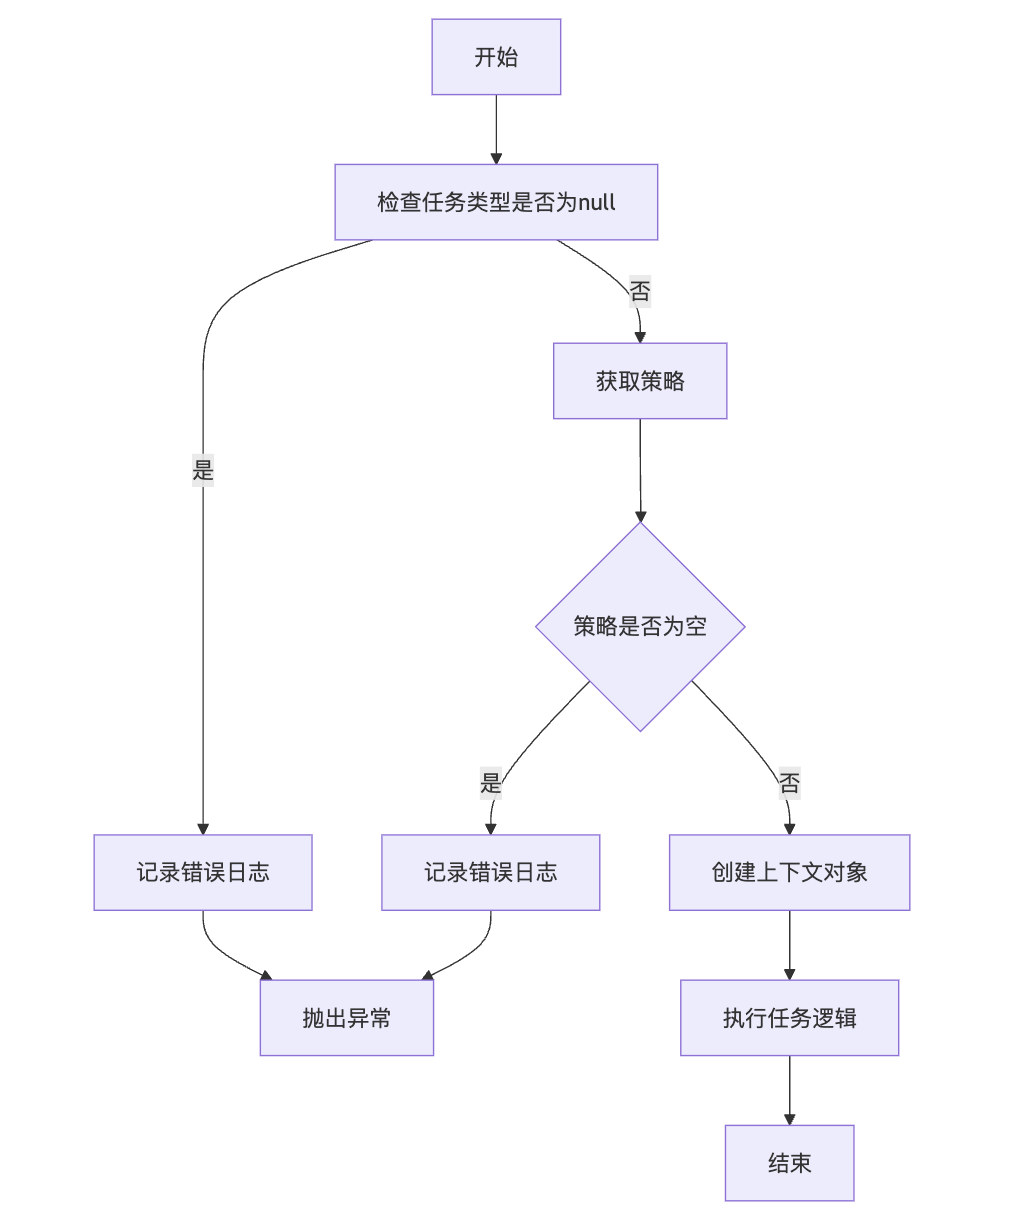 开始
检查任务类型是否为null
否
获取策略
是
策略是否为空
是
否
记录错误日志
记录错误日志
创建上下文对象
抛出异常
执行任务逻辑
结束